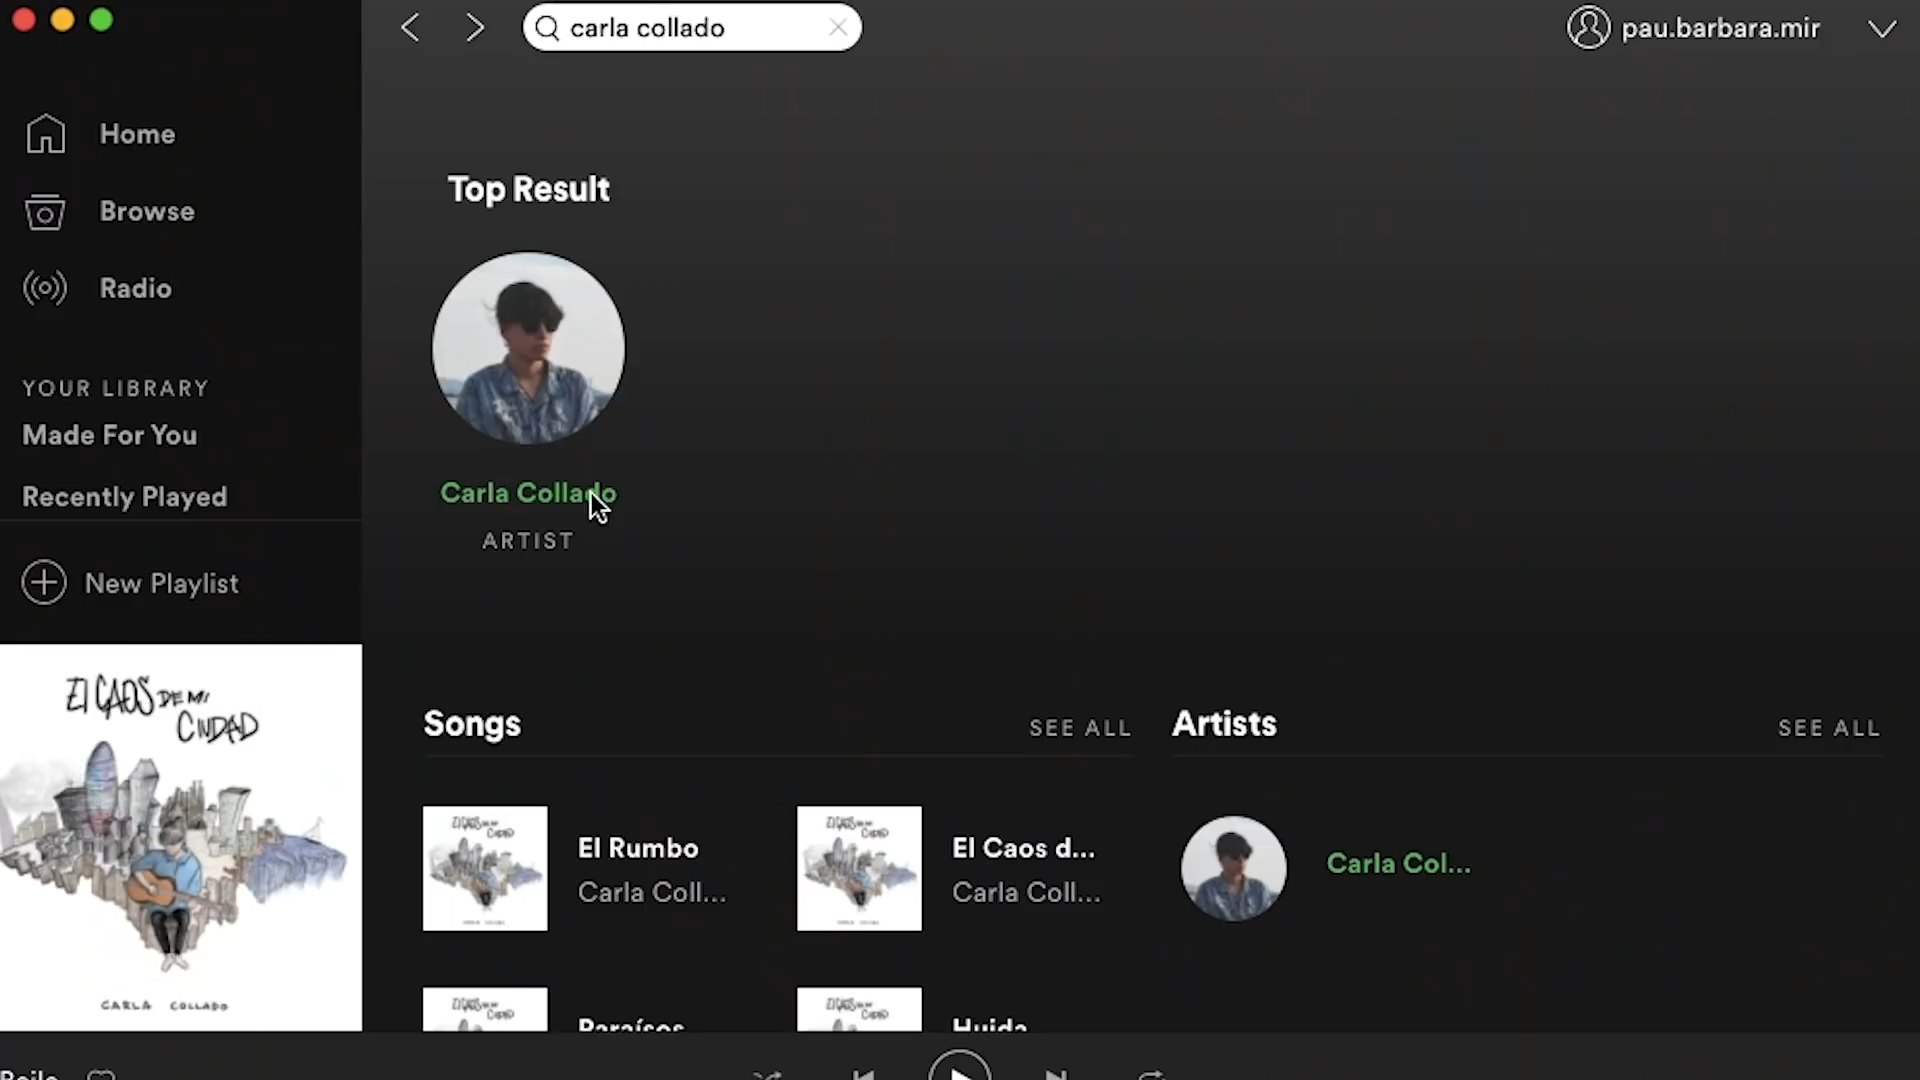 carla collado
pau.barbara.mir
Home
Browse
Radio
YOUR LIBRARY
Made For You
Recently Played
New Playlist
El CAOS DE MI
CIUDAD
CARLA COLLADO
Top Result
Carla Collado
ARTIST
Songs
SEE ALL
El Rumbo
Carla Coll...
El Caos d...
Carla Coll...
Paraísos
Huida
Artists
SEE ALL
Carla Col...